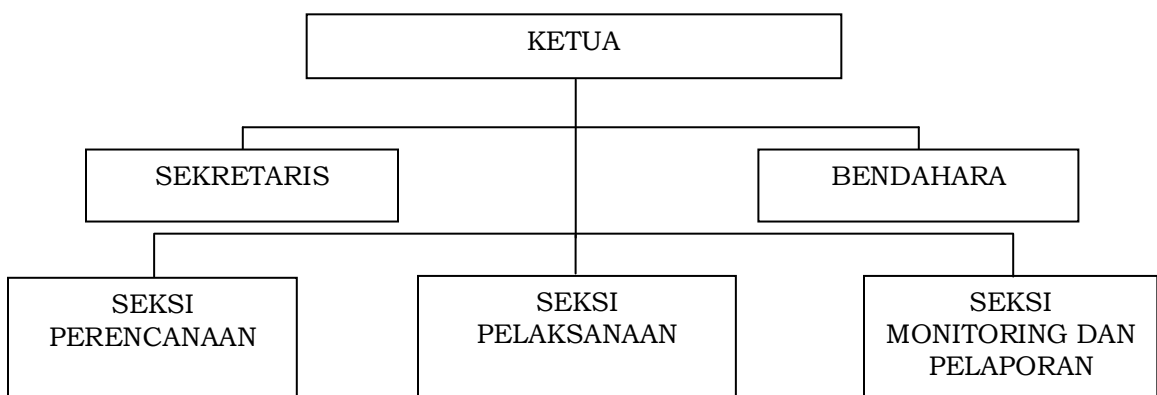 KETUA
SEKRETARIS
BENDAHARA
SEKSI
PERENCANAAN
SEKSI
PELAKSANAAN
SEKSI
MONITORING DAN
PELAPORAN